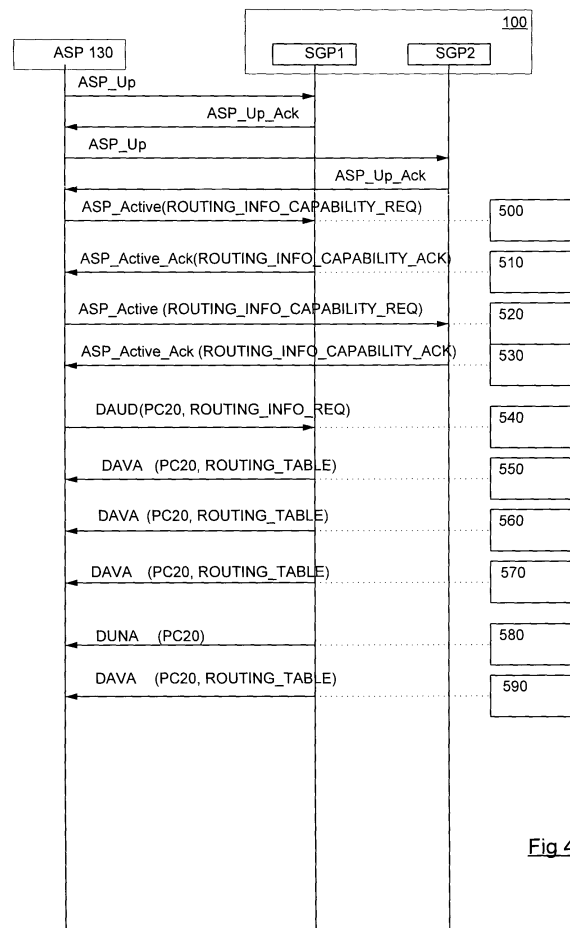 100
ASP 130
SGP1
SGP2
ASP_Up
ASP_Up_Ack
ASP_Up
ASP_Up_Ack
ASP_Active(ROUTING_INFO_CAPABILITY_REQ)
500
ASP_Active_Ack(ROUTING_INFO_CAPABILITY_ACK)
510
ASP_Active (ROUTING_INFO_CAPABILITY_REQ)
520
ASP_Active_Ack (ROUTING_INFO_CAPABILITY_ACK)
530
DAUD(PC20, ROUTING_INFO_REQ)
540
DAVA (PC20, ROUTING_TABLE)
550
DAVA (PC20, ROUTING_TABLE)
560
DAVA (PC20, ROUTING_TABLE)
570
DUNA (PC20)
580
DAVA (PC20, ROUTING_TABLE)
590
Fig 4